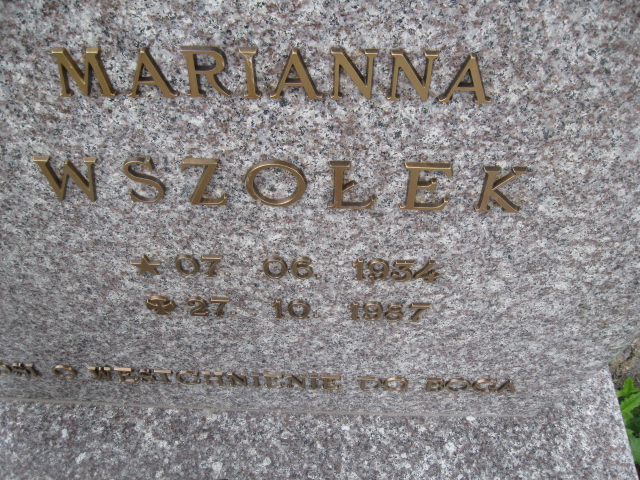 MARIANNA
WSZOŁEK
07. 06. 1934
27. 10. 1987
O WESTCHNIENIE DO BOGA